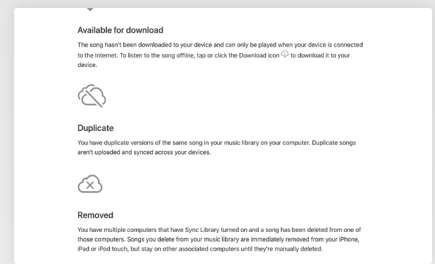 Available for download
The song hasn't been downloaded to your device and can only be played when your device is connected
to the Internet. To listen to the song offline, tap or click the Download icon to download it to your
device.
Duplicate
You have duplicate versions of the same song in your music library on your computer. Duplicate songs
aren't uploaded and synced across your devices.
Removed
You have multiple computers that have Sync Library turned on and a song has been deleted from one of
those computers. Songs you delete from your music library are immediately removed from your iPhone,
iPad or iPod touch, but stay on other associated computers until they're manually deleted.